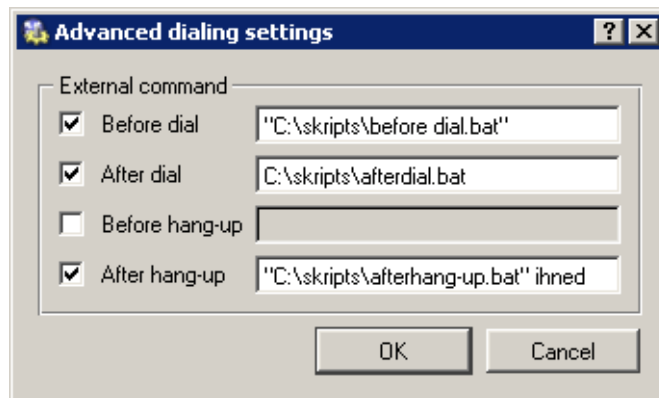 Advanced dialing settings
External command
Before dial "C:\skripts\before dial.bat"
After dial C:\skripts\afterdial.bat
Before hang-up
After hang-up "C:\skripts\afterhang-up.bat" ihned
OK Cancel